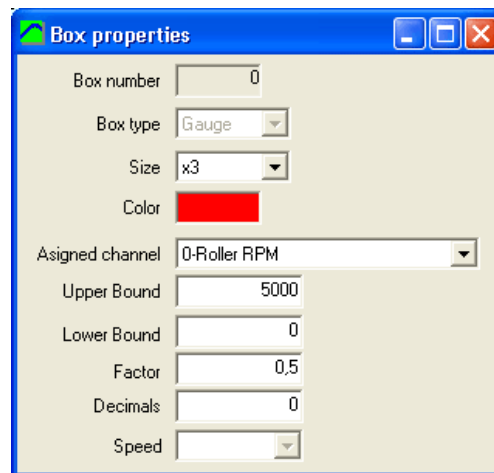 Box properties
Box number 0
Box type Gauge
Size x3
Color
Asigned channel 0-Roller RPM
Upper Bound 5000
Lower Bound 0
Factor 0,5
Decimals 0
Speed